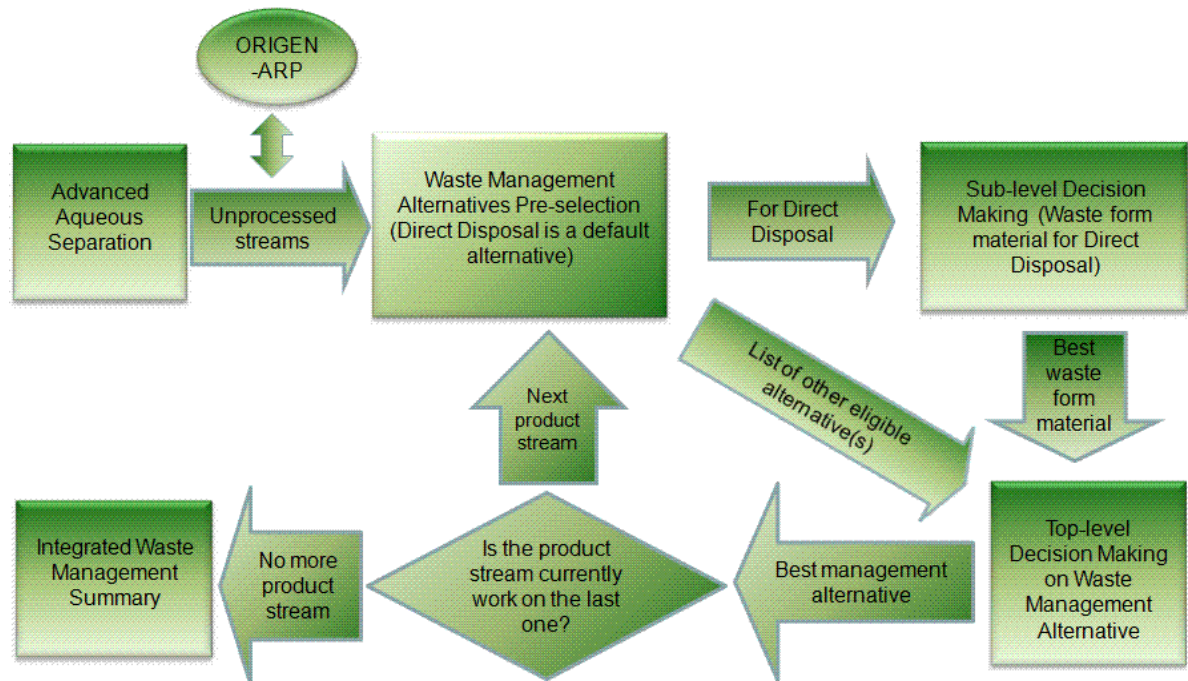 ORIGEN
-ARP
Advanced
Aqueous
Separation
Unprocessed
streams
Waste Management
Alternatives Pre-selection
(Direct Disposal is a default
alternative)
For Direct
Disposal
Sub-level Decision
Making (Waste form
material for Direct
Disposal)
List of other eligible
alternative(s)
Best
waste
form
material
Next
product
stream
Integrated Waste
Management
Summary
No more
product
stream
Is the product
stream currently
work on the last
one?
Best management
alternative
Top-level
Decision Making
on Waste
Management
Alternative